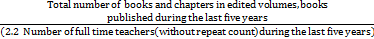 Total number of books and chapters in edited volumes,books
published during the last five years
(2.2 Number of full time teachers(without repeat count)during the last five years)